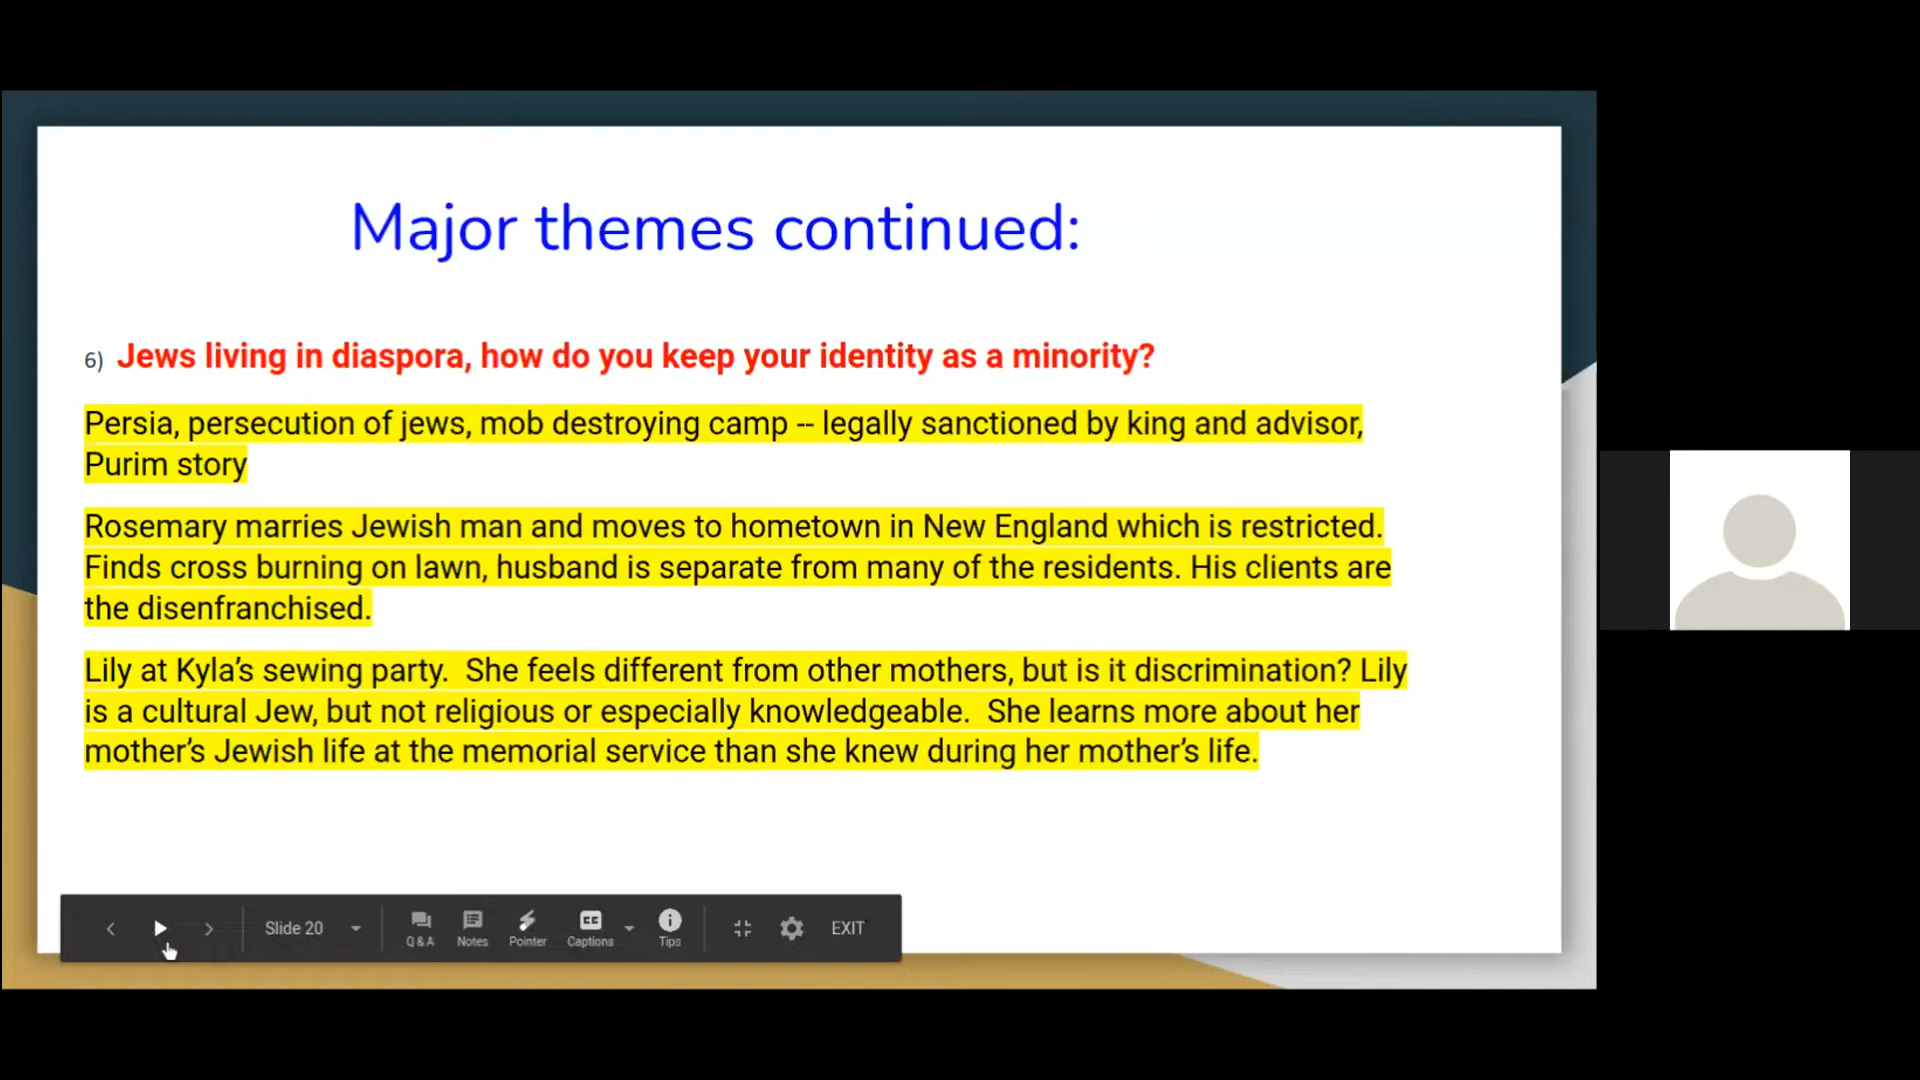 Major themes continued:
6) Jews living in diaspora, how do you keep your identity as a minority?
Persia, persecution of jews, mob destroying camp -- legally sanctioned by king and advisor,
Purim story
Rosemary marries Jewish man and moves to hometown in New England which is restricted.
Finds cross burning on lawn, husband is separate from many of the residents. His clients are
the disenfranchised.
Lily at Kyla’s sewing party.  She feels different from other mothers, but is it discrimination? Lily
is a cultural Jew, but not religious or especially knowledgeable.  She learns more about her
mother’s Jewish life at the memorial service than she knew during her mother’s life.
Slide 20
Q & A
Notes
Pointer
CC
Captions
Tips
EXIT